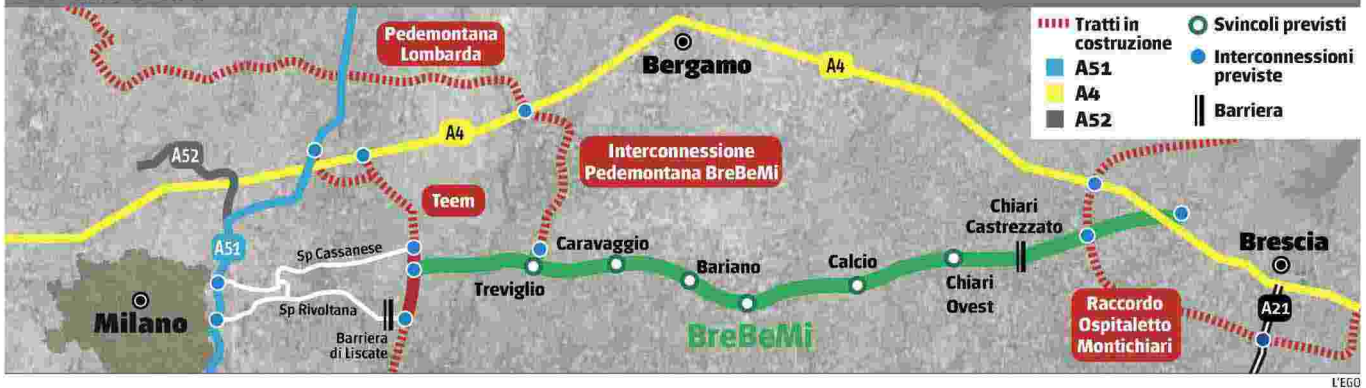 Pedemontana
Lombarda
Bergamo
A4
A4
A52
Interconnessione
Pedemontana BreBeMi
Teem
A51
Sp Cassanese
Sp Rivoltana
Milano
Barriera
di Liscate
Treviglio
Caravaggio
Bariano
BreBeMi
Calcio
Chiari
Ovest
Chiari
Castrezzato
Brescia
A21
Raccordo
Ospitaletto
Montichiari
Tratti in
costruzione
A51
A4
A52
Svincoli previsti
Interconnessioni
previste
Barriera
L'EGO